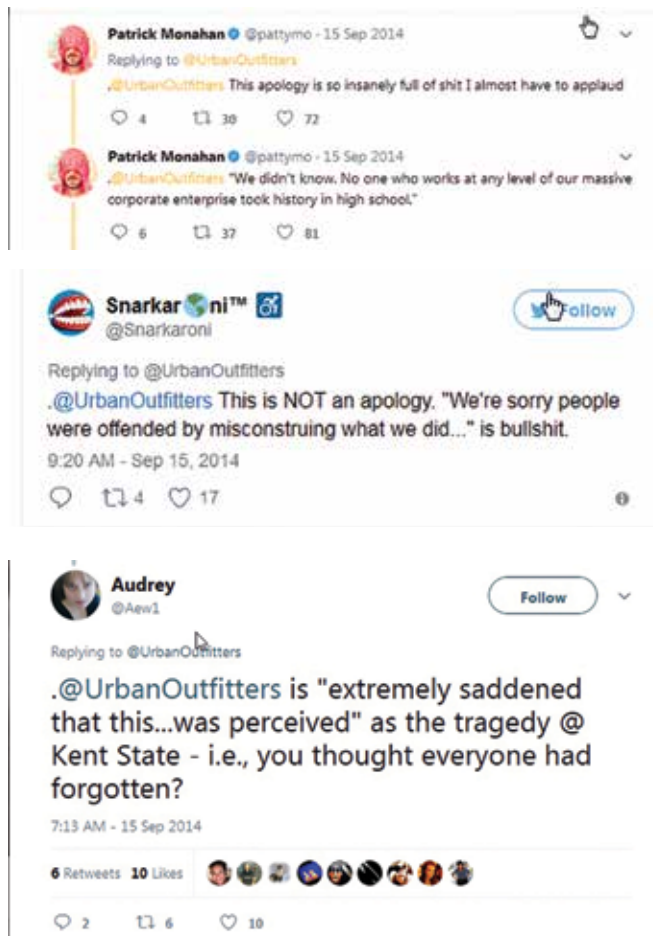 Patrick Monahan @pattymo - 15 Sep 2014
Replying to @UrbanOutfitters
.@UrbanOutfitters This apology is so insanely full of shit I almost have to applaud
4 30 72
Patrick Monahan @pattymo - 15 Sep 2014
.@UrbanOutfitters "We didn't know. No one who works at any level of our massive
corporate enterprise took history in high school."
6 37 81
Snarkar🌎ni™ ♿
@Snarkaroni
Follow
Replying to @UrbanOutfitters
.@UrbanOutfitters This is NOT an apology. "We're sorry people
were offended by misconstruing what we did..." is bullshit.
9:20 AM - Sep 15, 2014
4 17
Audrey
@Aew1
Follow
Replying to @UrbanOutfitters
.@UrbanOutfitters is "extremely saddened
that this...was perceived" as the tragedy @
Kent State - i.e., you thought everyone had
forgotten?
7:13 AM - 15 Sep 2014
6 Retweets 10 Likes
2 6 10